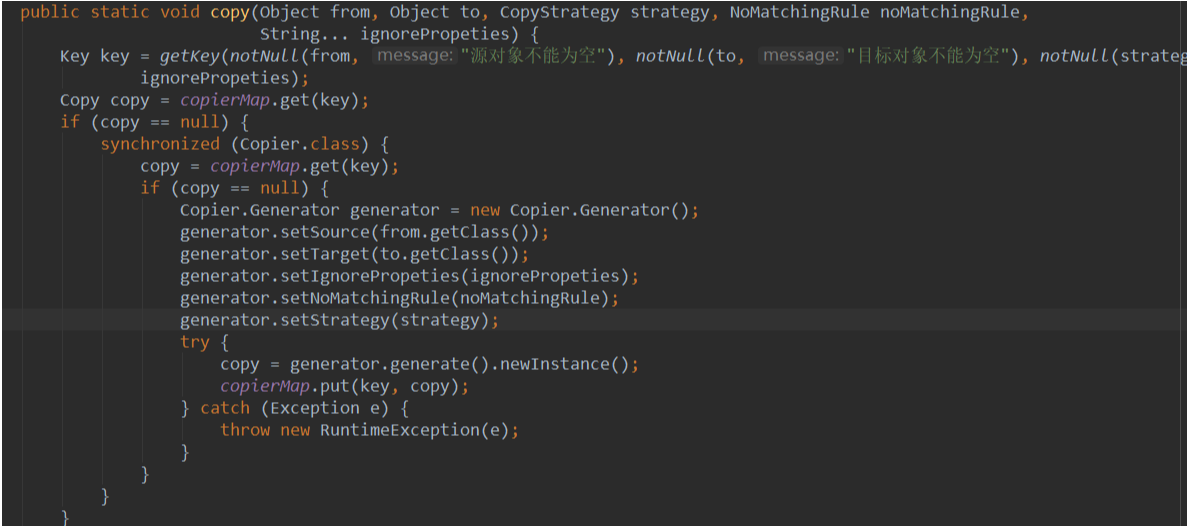 public static void copy(Object from, Object to, CopyStrategy strategy, NoMatchingRule noMatchingRule,
String... ignorePropeties) {
Key key = getKey(notNull(from, message: "源对象不能为空"), notNull(to, message: "目标对象不能为空"), notNull(strateg
ignorePropeties);
Copy copy = copierMap.get(key);
if (copy == null) {
synchronized (Copier.class) {
copy = copierMap.get(key);
if (copy == null) {
Copier.Generator generator = new Copier.Generator();
generator.setSource(from.getClass());
generator.setTarget(to.getClass());
generator.setIgnorePropeties(ignorePropeties);
generator.setNoMatchingRule(noMatchingRule);
generator.setStrategy(strategy);
try {
copy = generator.generate().newInstance();
copierMap.put(key, copy);
} catch (Exception e) {
throw new RuntimeException(e);
}
}
}
}